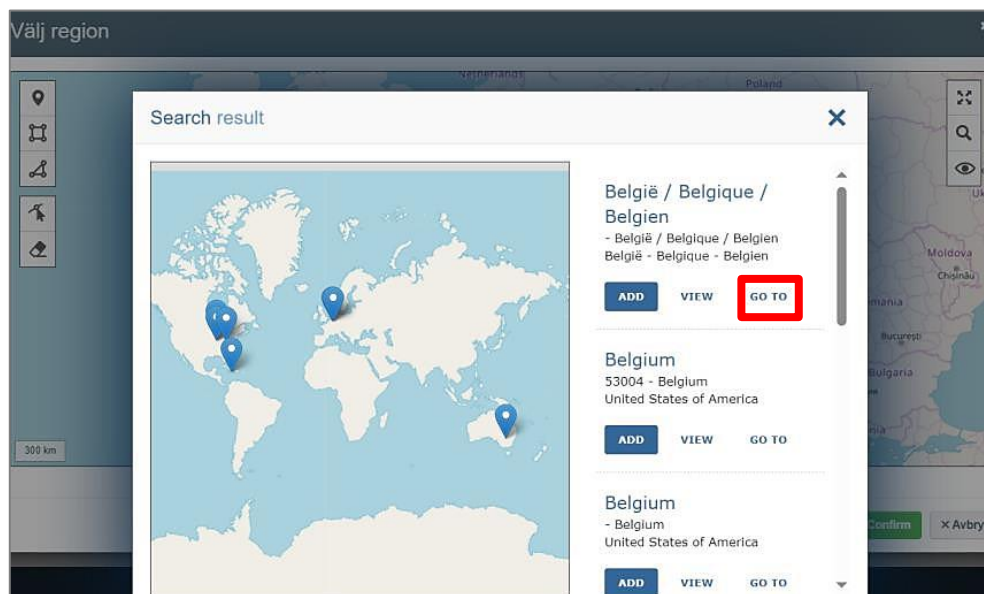 Välj region
Netherlands
Poland
Search result
België / Belgique /
Belgien
- België / Belgique / Belgien
België - Belgique - Belgien
ADD VIEW GO TO
Moldova
Chișinău
București
Bulgaria
Belgium
53004 - Belgium
United States of America
ADD VIEW GO TO
300 km
Belgium
- Belgium
United States of America
Confirm
× Avbry
ADD VIEW GO TO